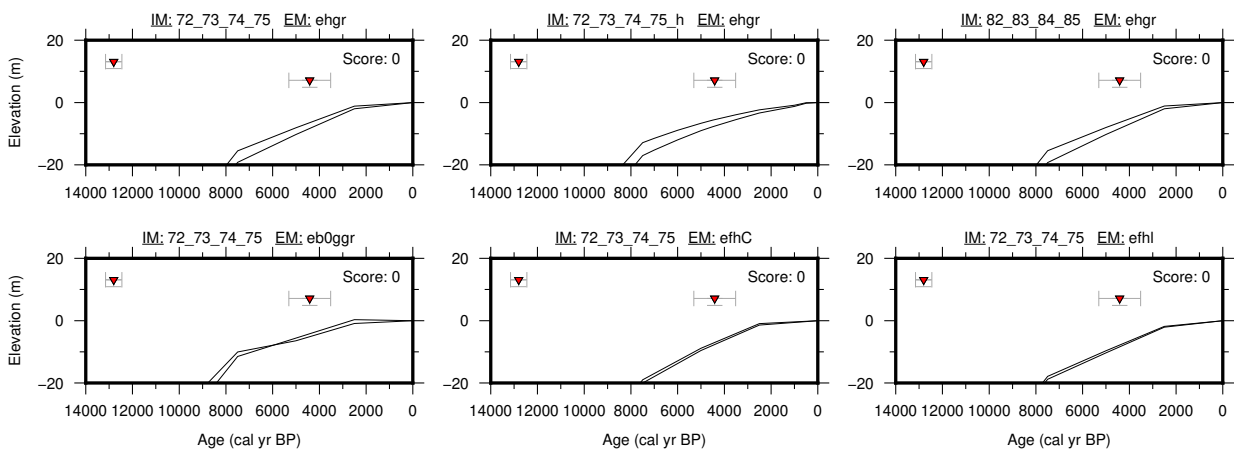 IM: 72_73_74_75 EM: ehgr
IM: 72_73_74_75_h EM: ehgr
IM: 82_83_84_85 EM: ehgr
20
0
−20
Elevation (m)
Score: 0
20
0
−20
Score: 0
20
0
−20
Score: 0
14000 12000 10000 8000 6000 4000 2000 0
14000 12000 10000 8000 6000 4000 2000 0
14000 12000 10000 8000 6000 4000 2000 0
IM: 72_73_74_75 EM: eb0ggr
IM: 72_73_74_75 EM: efhC
IM: 72_73_74_75 EM: efhl
20
0
−20
Elevation (m)
Score: 0
20
0
−20
Score: 0
20
0
−20
Score: 0
14000 12000 10000 8000 6000 4000 2000 0
14000 12000 10000 8000 6000 4000 2000 0
14000 12000 10000 8000 6000 4000 2000 0
Age (cal yr BP)
Age (cal yr BP)
Age (cal yr BP)